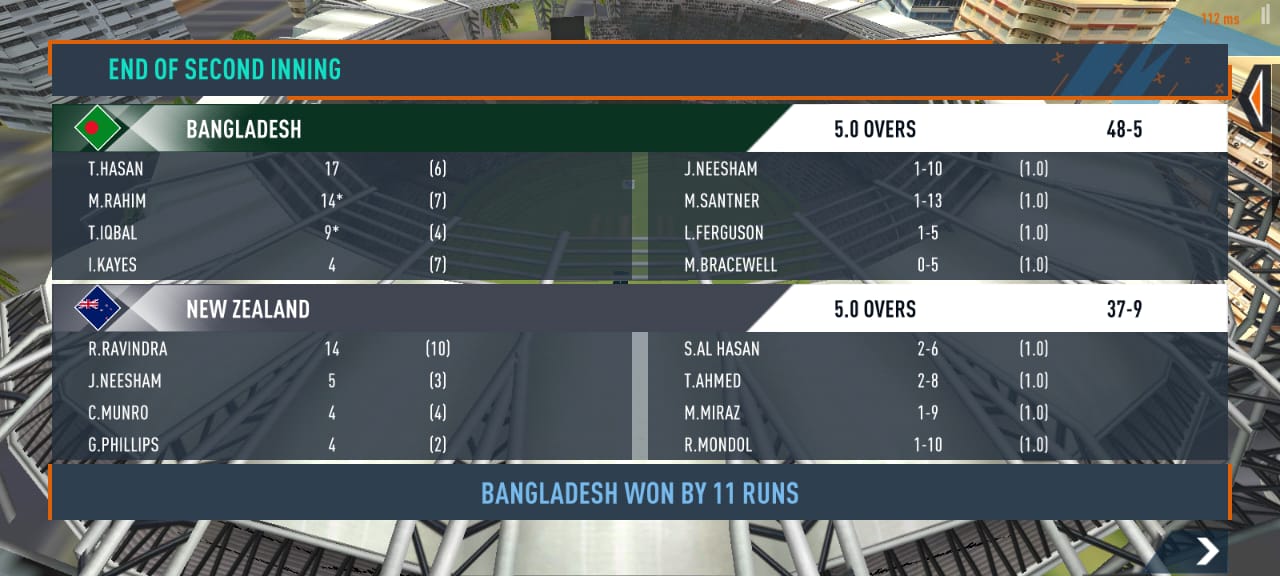 112 ms
END OF SECOND INNING
BANGLADESH 5.0 OVERS 48-5
T.HASAN 17 (6) J.NEESHAM 1-10 (1.0)
M.RAHIM 14* (7) M.SANTNER 1-13 (1.0)
T.IQBAL 9* (4) L.FERGUSON 1-5 (1.0)
I.KAYES 4 (7) M.BRACEWELL 0-5 (1.0)
NEW ZEALAND 5.0 OVERS 37-9
R.RAVINDRA 14 (10) S.AL HASAN 2-6 (1.0)
J.NEESHAM 5 (3) T.AHMED 2-8 (1.0)
C.MUNRO 4 (4) M.MIRAZ 1-9 (1.0)
G.PHILLIPS 4 (2) R.MONDOL 1-10 (1.0)
BANGLADESH WON BY 11 RUNS